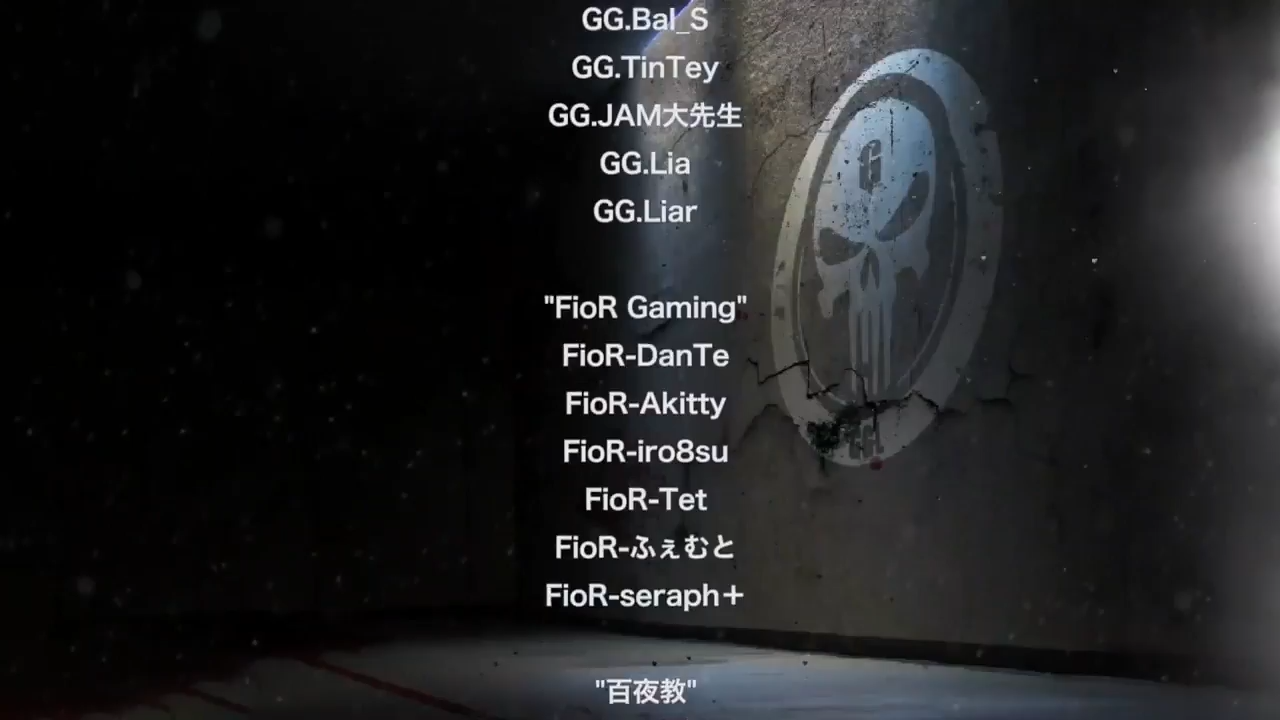 GG.Bal_S
GG.TinTey
GG.JAM大先生
GG.Lia
GG.Liar
"FioR Gaming"
FioR-DanTe
FioR-Akitty
FioR-iro8su
FioR-Tet
FioR-ふぇむと
FioR-seraph＋
"百夜教"
G